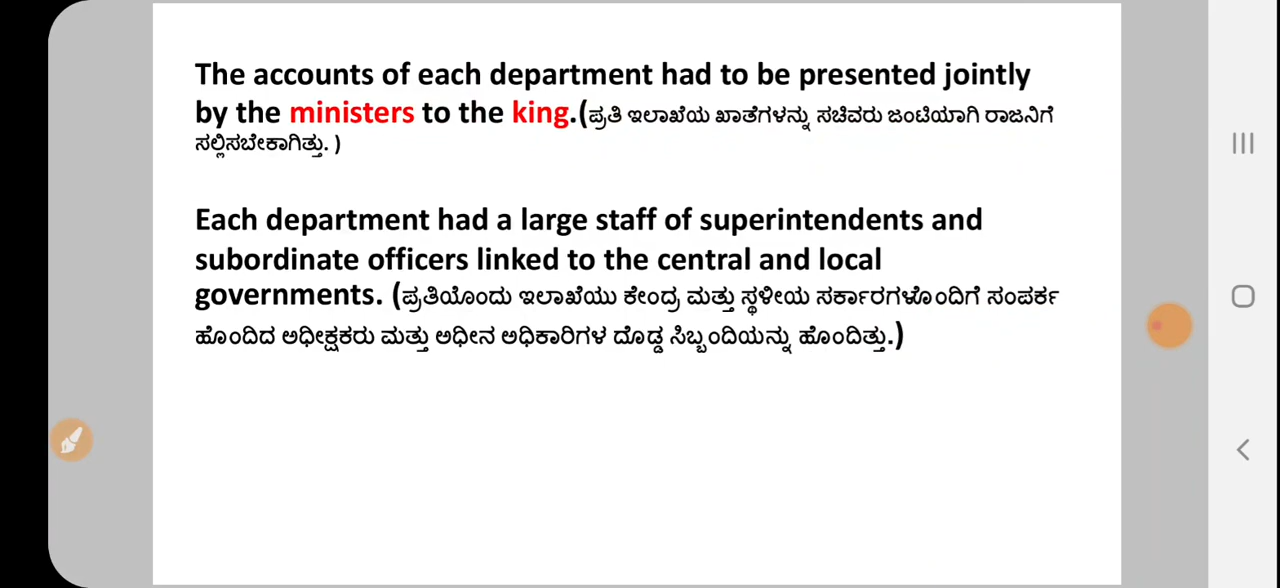 The accounts of each department had to be presented jointly
by the ministers to the king.(ಪ್ರತಿ ಇಲಾಖೆಯ ಖಾತೆಗಳನ್ನು ಸಚಿವರು ಜಂಟಿಯಾಗಿ ರಾಜನಿಗೆ
ಸಲ್ಲಿಸಬೇಕಾಗಿತ್ತು. )
Each department had a large staff of superintendents and
subordinate officers linked to the central and local
governments. (ಪ್ರತಿಯೊಂದು ಇಲಾಖೆಯು ಕೇಂದ್ರ ಮತ್ತು ಸ್ಥಳೀಯ ಸರ್ಕಾರಗಳೊಂದಿಗೆ ಸಂಪರ್ಕ
ಹೊಂದಿದ ಅಧೀಕ್ಷಕರು ಮತ್ತು ಅಧೀನ ಅಧಿಕಾರಿಗಳ ದೊಡ್ಡ ಸಿಬ್ಬಂದಿಯನ್ನು ಹೊಂದಿತ್ತು.)